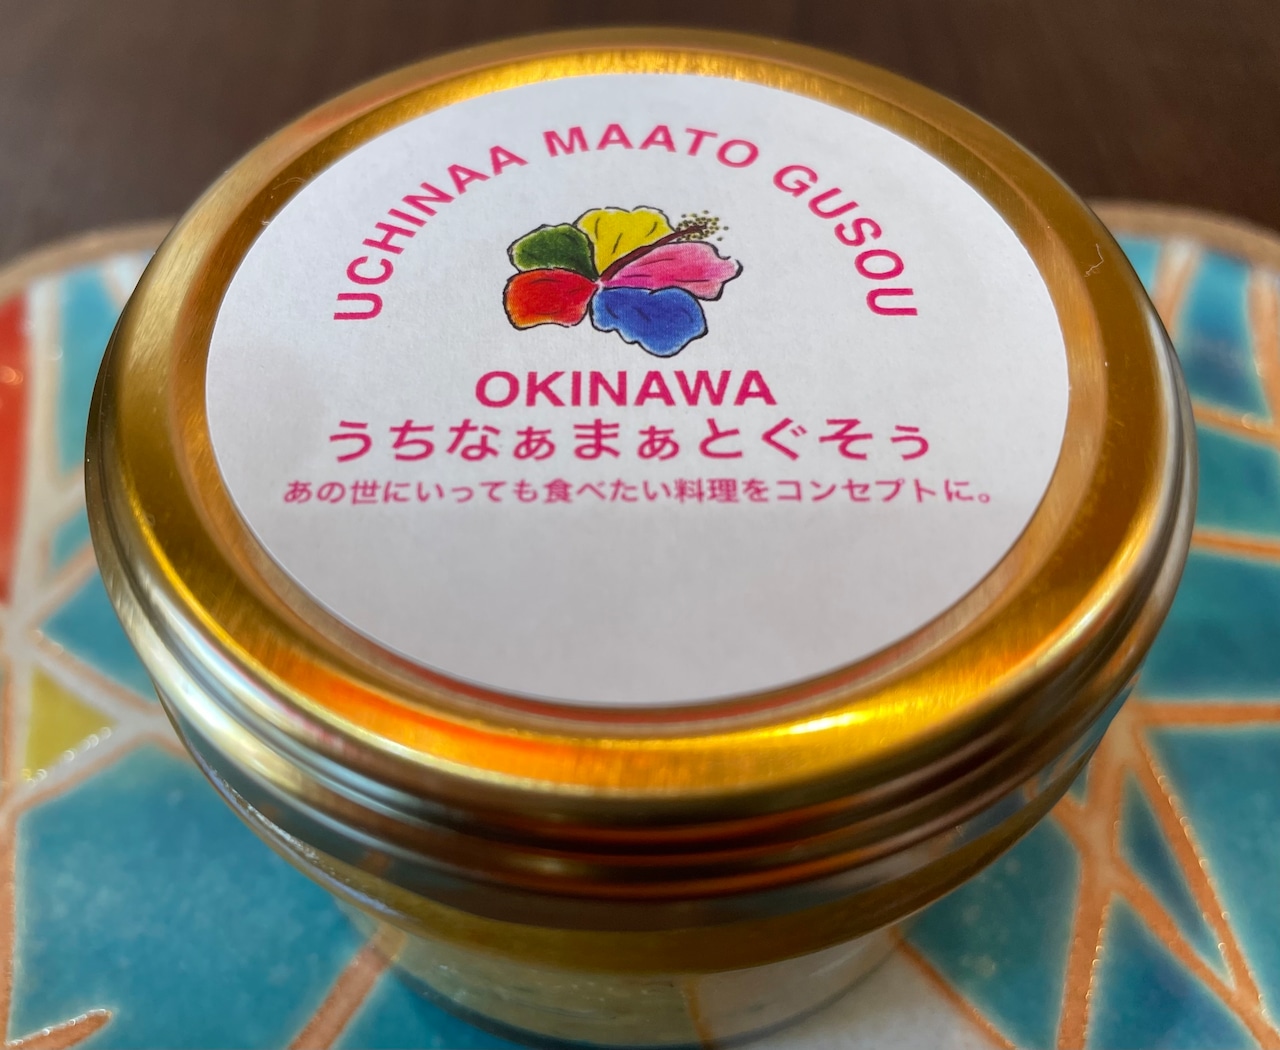 UCHINAA MAATO GUSOU
OKINAWA
うちなぁまぁとぐそぅ
あの世にいっても食べたい料理をコンセプトに。